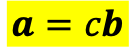 a = cb